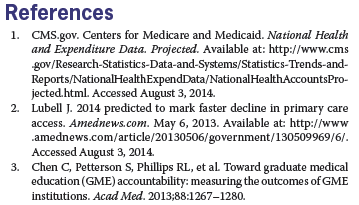 References
1. CMS.gov. Centers for Medicare and Medicaid. National Health
and Expenditure Data. Projected. Available at: http://www.cms
.gov/Research-Statistics-Data-and-Systems/Statistics-Trends-and-
Reports/NationalHealthExpendData/NationalHealthAccountsPro-
jected.html. Accessed August 3, 2014.
2. Lubell J. 2014 predicted to mark faster decline in primary care
access. Amednews.com. May 6, 2013. Available at: http://www
.amednews.com/article/20130506/government/130509969/6/.
Accessed August 3, 2014.
3. Chen C, Petterson S, Phillips RL, et al. Toward graduate medical
education (GME) accountability: measuring the outcomes of GME
institutions. Acad Med. 2013;88:1267–1280.